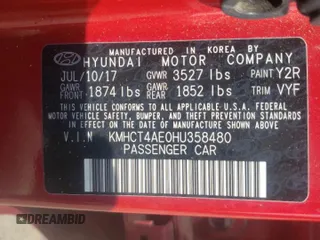 MANUFACTURED IN KOREA BY
HYUNDAI MOTOR COMPANY
JUL/10/17 GVWR 3527 lbs PAINT Y2R
GAWR FRONT 1874 lbs GAWR REAR 1852 lbs TRIM VYF
THIS VEHICLE CONFORMS TO ALL APPLICABLE U.S.
FEDERAL MOTOR VEHICLE SAFETY, BUMPER, AND THEFT
PREVENTION STANDARDS IN EFFECT ON THE DATE OF
MANUFACTURE SHOWN ABOVE.
V.I.N KMHCT4AE0HU358480
PASSENGER CAR
DREAMBID